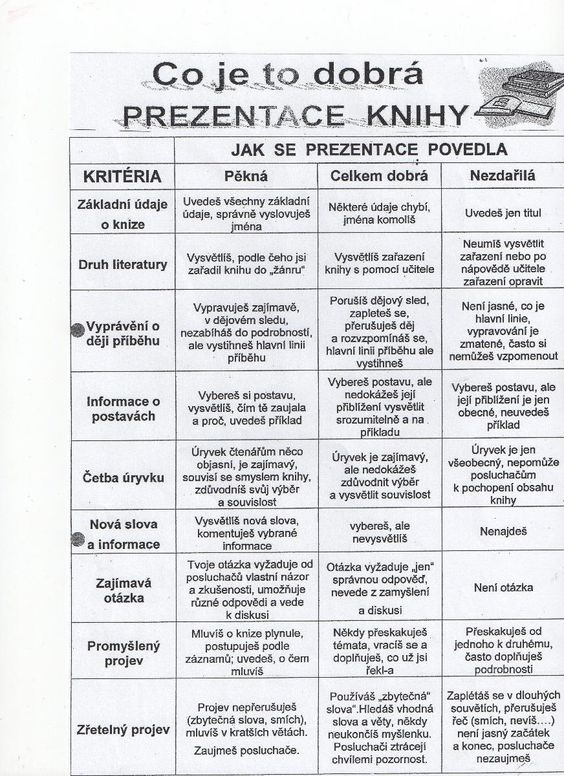 Co je to dobrá
PREZENTACE KNIHY
JAK SE PREZENTACE POVEDLA
KRITÉRIA
Pěkná
Celkem dobrá
Nezdařilá
Základní údaje
o knize
Uvedeš všechny základní
údaje, správně vyslovuješ
jména
Některé údaje chybí,
jména komolíš
Uvedeš jen titul
Druh literatury
Vysvětlíš, podle čeho jsi
zařadil knihu do „žánru“
Vysvětlíš zařazení
knihy s pomocí učitele
Neumíš vysvětlit
zařazení nebo po
nápovědě učitele
zařazení opravit
Vyprávění o
ději příběhu
Vypravuješ zajímavě,
v dějovém sledu,
nezabíháš do podrobností,
ale vystihneš hlavní linii
příběhu
Porušíš dějový sled,
zapleteš se,
přerušuješ děj
a rozvzpomínáš se,
hlavní linii příběhu ale
vystihneš
Není jasné, co je
hlavní linie,
vypravování je
zmatené, často si
nemůžeš vzpomenout
Informace o
postavách
Vybereš si postavu,
vysvětlíš, čím tě zaujala
a proč, uvedeš příklad
Vybereš postavu, ale
nedokážeš její
přiblížení vysvětlit
srozumitelně a na
příkladu
Vybereš postavu, ale
její přiblížení je jen
obecné, neuvedeš
příklad
Četba úryvku
Úryvek čtenářům něco
objasní, je zajímavý,
souvisí se smyslem knihy,
zdůvodníš svůj výběr
a souvislost
Úryvek je zajímavý,
ale nedokážeš
zdůvodnit výběr
a vysvětlit souvislost
Úryvek je jen
všeobecný, nepomůže
posluchačům
k pochopení obsahu
knihy
Nová slova
a informace
Vysvětlíš nová slova,
komentuješ vybrané
informace
vybereš, ale
nevysvětlíš
Nenajdeš
Zajímavá
otázka
Tvoje otázka vyžaduje od
posluchačů vlastní názor
a zkušenosti, umožňuje
různé odpovědi a vede
k diskusi
Otázka vyžaduje „jen“
správnou odpověď,
nevede z zamyšlení
a diskusi
Není otázka
Promyšlený
projev
Mluvíš o knize plynule,
postupuješ podle
záznamů; uvedeš, o čem
mluvíš
Někdy přeskakuješ
témata, vracíš se a
doplňuješ, co už jsi
řekl-a
Přeskakuješ od
jednoho k druhému,
často doplňuješ
podrobnosti
Zřetelný projev
Projev nepřerušuješ
(zbytečná slova, smích),
mluvíš v kratších větách.
Zaujmeš posluchače.
Používáš „zbytečná“
slova“.Hledáš vhodná
slova a věty, někdy
neukončíš myšlenku.
Posluchači ztrácejí
chvílemi pozornost.
Zaplétáš se v dlouhých
souvětích, přerušuješ
řeč (smích, nevíš....)
není jasný začátek
a konec, posluchače
nezaujmeš